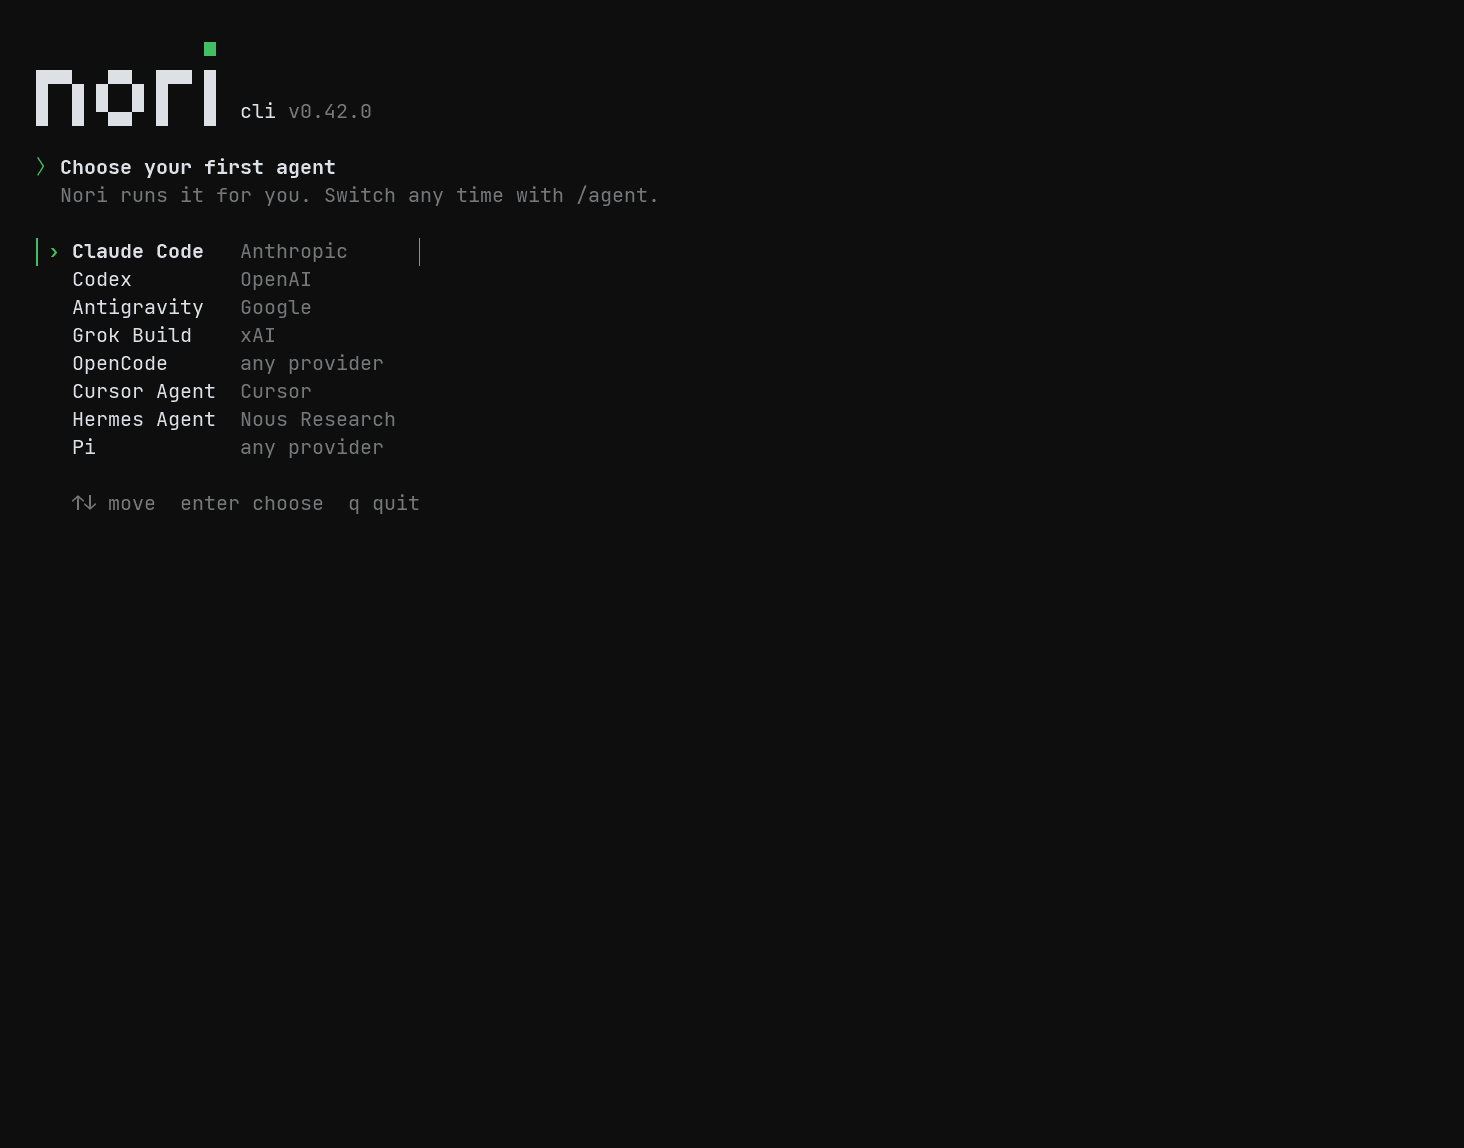 nori cli v0.42.0
〉 Choose your first agent
Nori runs it for you. Switch any time with /agent.
› Claude Code Anthropic
Codex OpenAI
Antigravity Google
Grok Build xAI
OpenCode any provider
Cursor Agent Cursor
Hermes Agent Nous Research
Pi any provider
↑↓ move enter choose q quit